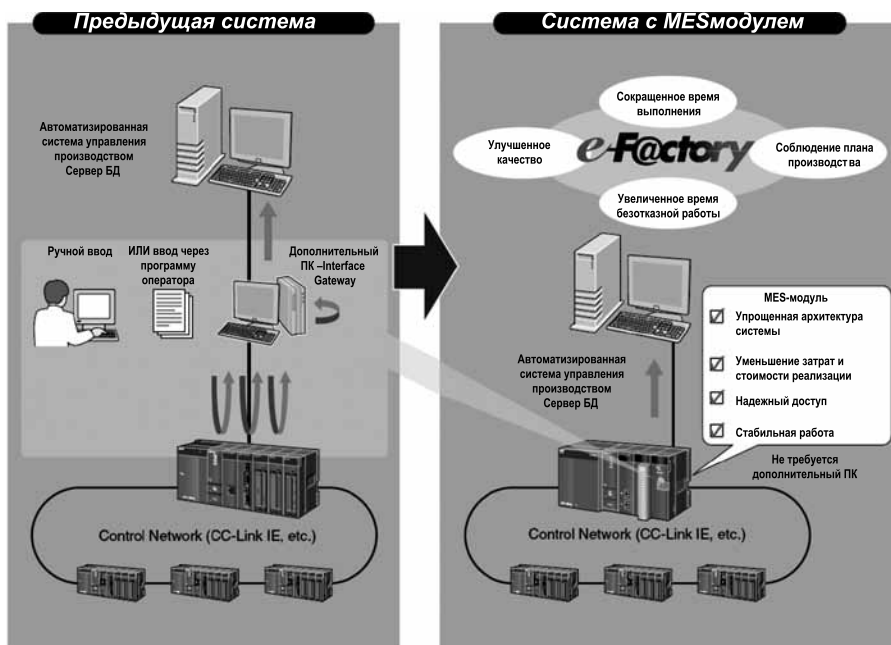 Предыдущая система
Автоматизированная
система управления
производством
Сервер БД
Ручной ввод
ИЛИ ввод через
программу
оператора
Дополнительный
ПК –Interface
Gateway
Control Network (CC-Link IE, etc.)
Система с MESмодулем
Сокращенное время
выполнения
Улучшенное
качество
e-F@ctory
Соблюдение плана
производст ва
Увеличенное время
безотказной работы
MES-модуль
Упрощенная архитектура
системы
Уменьшение затрат и
стоимости реализации
Надежный доступ
Стабильная работа
Автоматизированная
система управления
производством
Сервер БД
Не требуется
дополнительный ПК
Control Network (CC-Link IE, etc.)